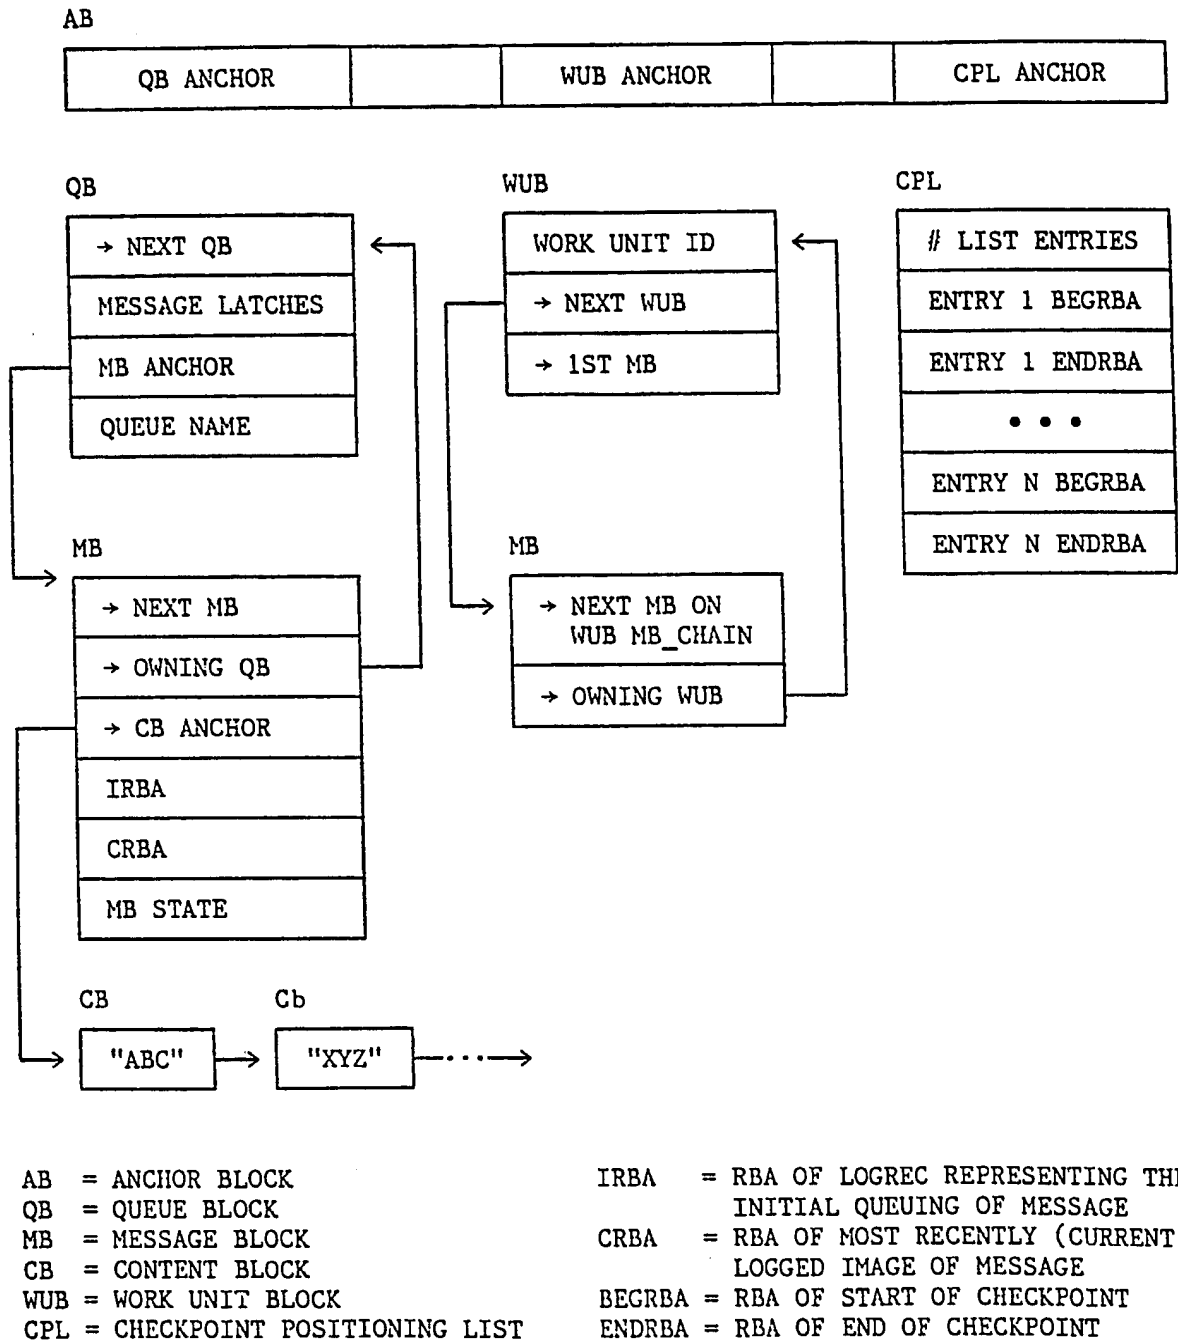 AB
QB ANCHOR WUB ANCHOR CPL ANCHOR
QB
→ NEXT QB
MESSAGE LATCHES
MB ANCHOR
QUEUE NAME
WUB
WORK UNIT ID
→ NEXT WUB
→ 1ST MB
CPL
# LIST ENTRIES
ENTRY 1 BEGRBA
ENTRY 1 ENDRBA
• • •
ENTRY N BEGRBA
ENTRY N ENDRBA
MB
→ NEXT MB
→ OWNING QB
→ CB ANCHOR
IRBA
CRBA
MB STATE
MB
→ NEXT MB ON
WUB MB_CHAIN
→ OWNING WUB
CB
"ABC"
Cb
"XYZ"
AB = ANCHOR BLOCK
QB = QUEUE BLOCK
MB = MESSAGE BLOCK
CB = CONTENT BLOCK
WUB = WORK UNIT BLOCK
CPL = CHECKPOINT POSITIONING LIST
IRBA = RBA OF LOGREC REPRESENTING TH
INITIAL QUEUING OF MESSAGE
CRBA = RBA OF MOST RECENTLY (CURRENT
LOGGED IMAGE OF MESSAGE
BEGRBA = RBA OF START OF CHECKPOINT
ENDRBA = RBA OF END OF CHECKPOINT